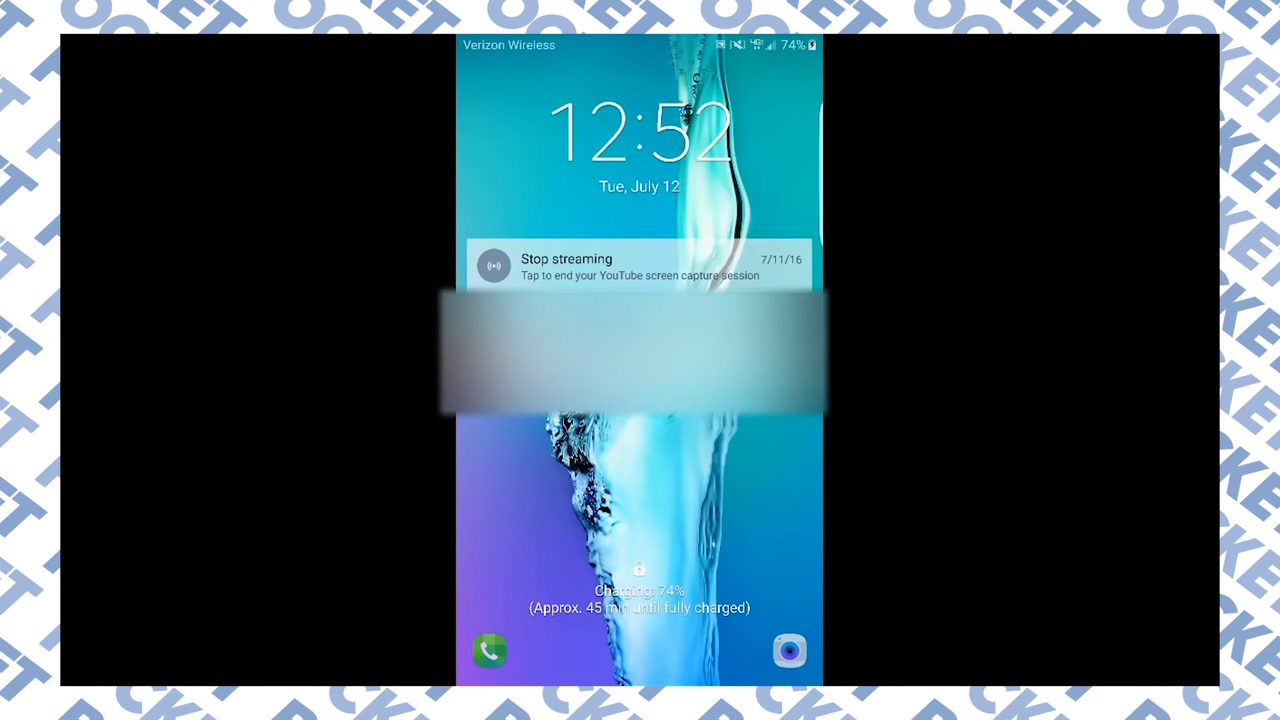 Verizon Wireless 74%
12:52
Tue, July 12
Stop streaming 7/11/16
Tap to end your YouTube screen capture session
Charging: 74%
(Approx. 45 min until fully charged)